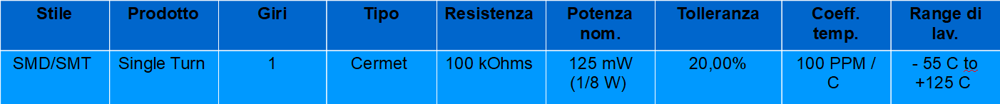 Stile Prodotto Giri Tipo Resistenza Potenza nom. Tolleranza Coeff. temp. Range di lav.
SMD/SMT Single Turn 1 Cermet 100 kOhms 125 mW (1/8 W) 20,00% 100 PPM / C - 55 C to +125 C